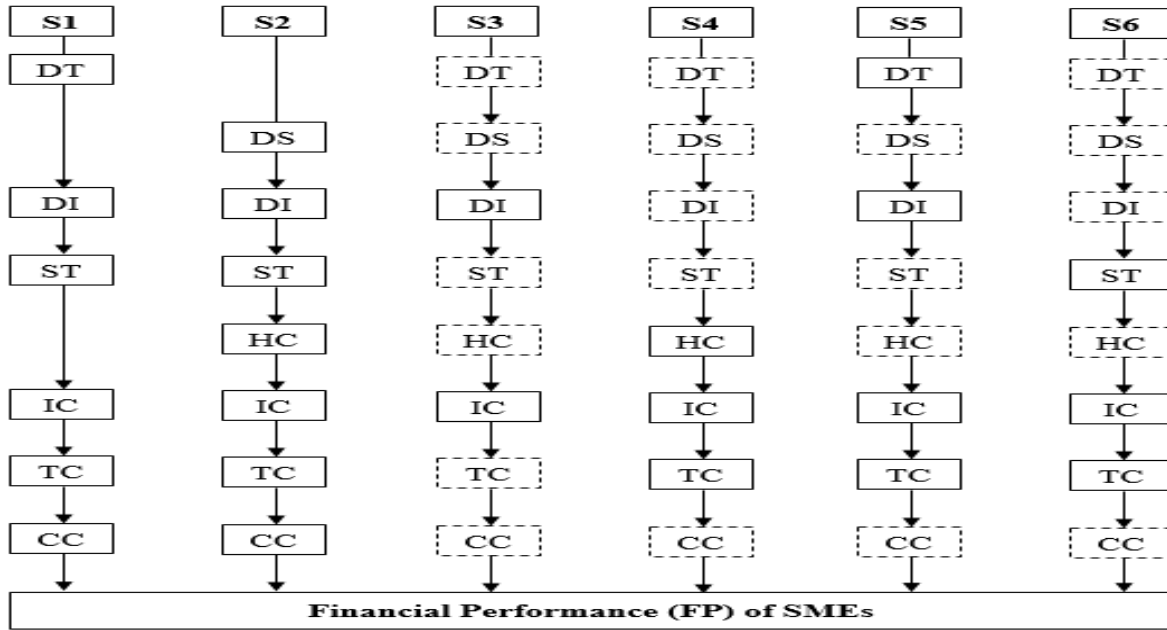 S1 S2 S3 S4 S5 S6
DT DT DT DT DT
DS DS DS DS DS
DI DI DI DI DI DI
ST ST ST ST ST ST
HC HC HC HC HC
IC IC IC IC IC IC
TC TC TC TC TC TC
CC CC CC CC CC CC
Financial Performance (FP) of SMEs